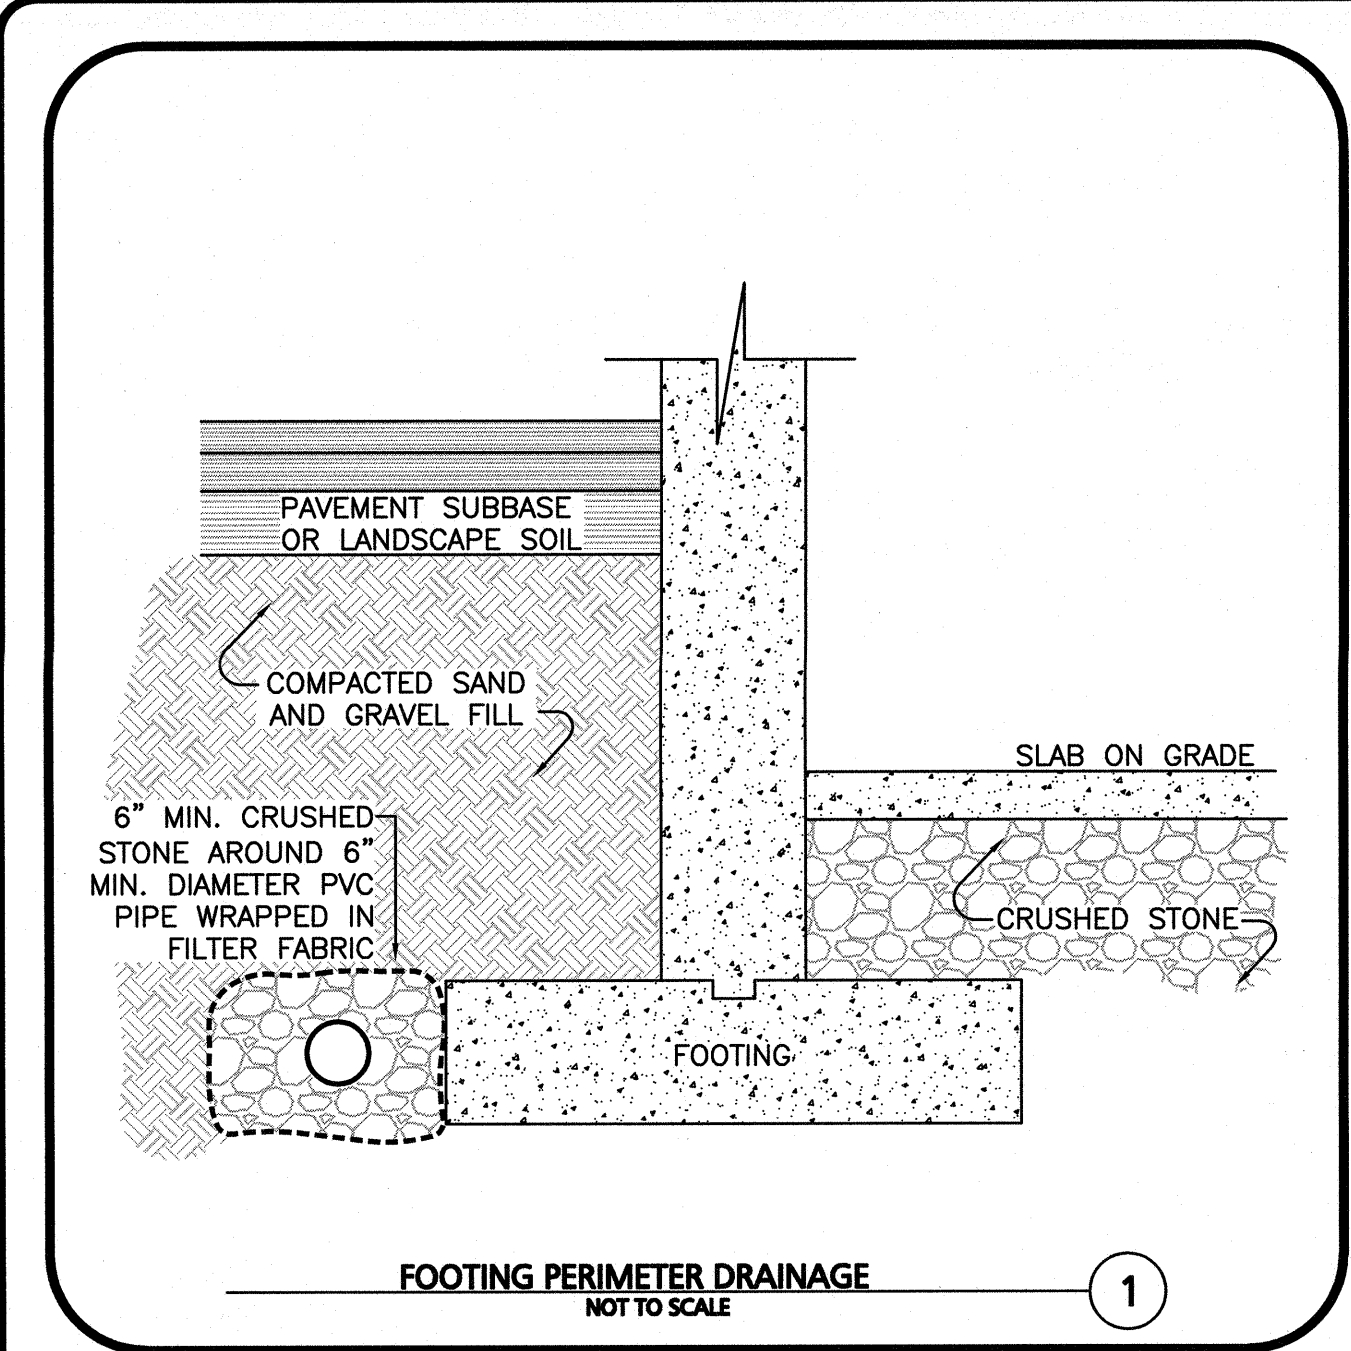 PAVEMENT SUBBASE
OR LANDSCAPE SOIL
COMPACTED SAND
AND GRAVEL FILL
SLAB ON GRADE
6" MIN. CRUSHED
STONE AROUND 6"
MIN. DIAMETER PVC
PIPE WRAPPED IN
FILTER FABRIC
CRUSHED STONE
FOOTING
FOOTING PERIMETER DRAINAGE
NOT TO SCALE
1